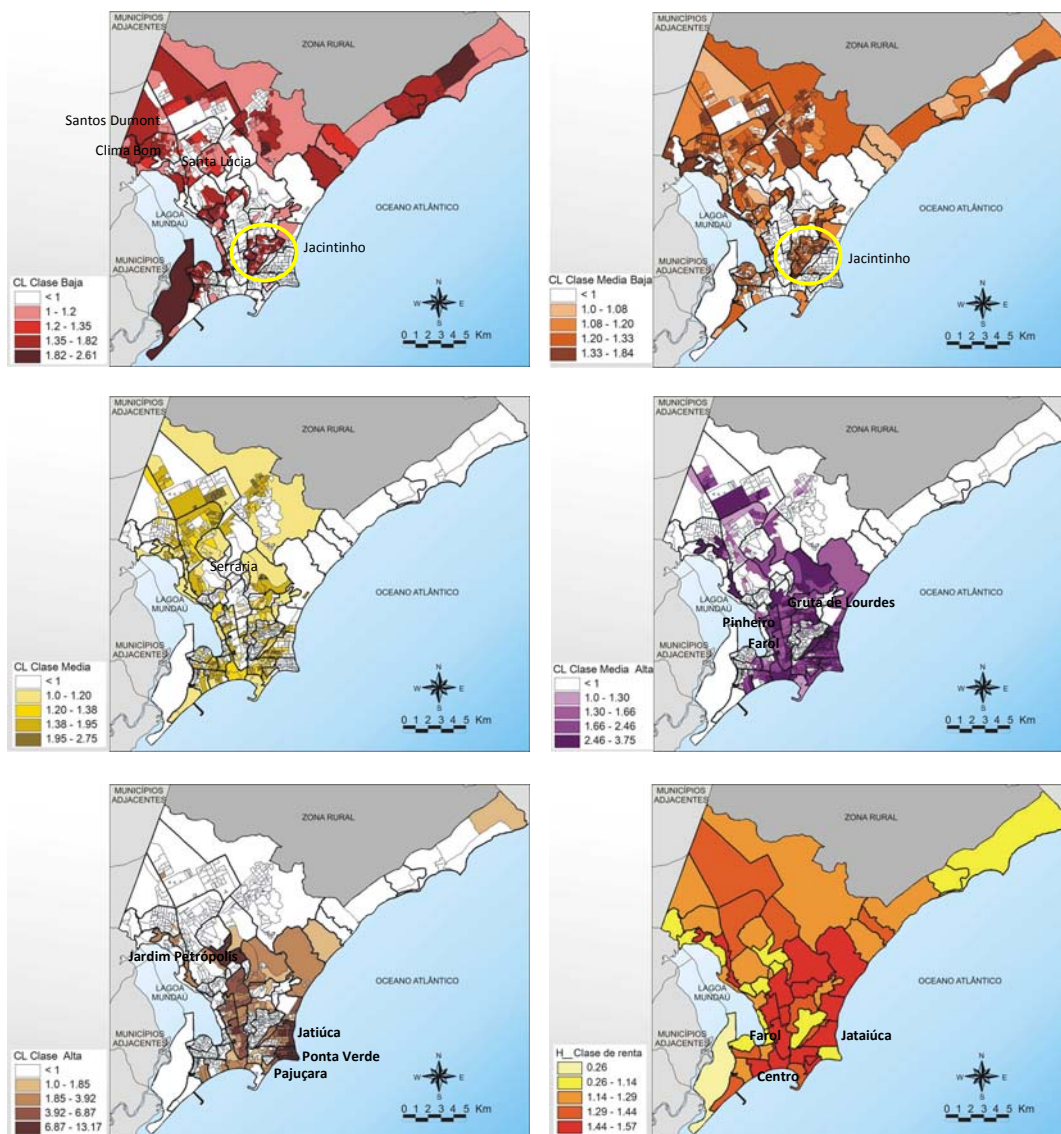 MUNICÍPIOS
ADJACENTES
ZONA RURAL
Santos Dumont
Clima Bom
Santa Lúcia
LAGOA
MUNDAÚ
OCEANO ATLÂNTICO
MUNICÍPIOS
ADJACENTES
Jacintinho
CL Clase Baja
< 1
1 - 1.2
1.2 - 1.35
1.35 - 1.82
1.82 - 2.61
N
W E
S
0 1 2 3 4 5 Km
MUNICÍPIOS
ADJACENTES
ZONA RURAL
LAGOA
MUNDAÚ
OCEANO ATLÂNTICO
MUNICÍPIOS
ADJACENTES
Jacintinho
CL Clase Media Baja
< 1
1.0 - 1.08
1.08 - 1.20
1.20 - 1.33
1.33 - 1.84
N
W E
S
0 1 2 3 4 5 Km
MUNICÍPIOS
ADJACENTES
ZONA RURAL
Serraria
LAGOA
MUNDAÚ
OCEANO ATLÂNTICO
MUNICÍPIOS
ADJACENTES
CL Clase Media
< 1
1.0 - 1.20
1.20 - 1.38
1.38 - 1.95
1.95 - 2.75
N
W E
S
0 1 2 3 4 5 Km
MUNICÍPIOS
ADJACENTES
ZONA RURAL
Gruta de Lourdes
LAGOA
MUNDAÚ
OCEANO ATLÂNTICO
Pinheiro
Farol
MUNICÍPIOS
ADJACENTES
CL Clase Media Alta
< 1
1.0 - 1.30
1.30 - 1.66
1.66 - 2.46
2.46 - 3.75
N
W E
S
0 1 2 3 4 5 Km
MUNICÍPIOS
ADJACENTES
ZONA RURAL
Jardim Petrópolis
LAGOA
MUNDAÚ
OCEANO ATLÂNTICO
MUNICÍPIOS
ADJACENTES
Jatiúca
Ponta Verde
Pajuçara
CL Clase Alta
< 1
1.0 - 1.85
1.85 - 3.92
3.92 - 6.87
6.87 - 13.17
N
W E
S
0 1 2 3 4 5 Km
MUNICÍPIOS
ADJACENTES
ZONA RURAL
LAGOA
MUNDAÚ
OCEANO ATLÂNTICO
MUNICÍPIOS
ADJACENTES
Farol
Jataiúca
Centro
H__Clase de renta
0.26
0.26 - 1.14
1.14 - 1.29
1.29 - 1.44
1.44 - 1.57
N
W E
S
0 1 2 3 4 5 Km